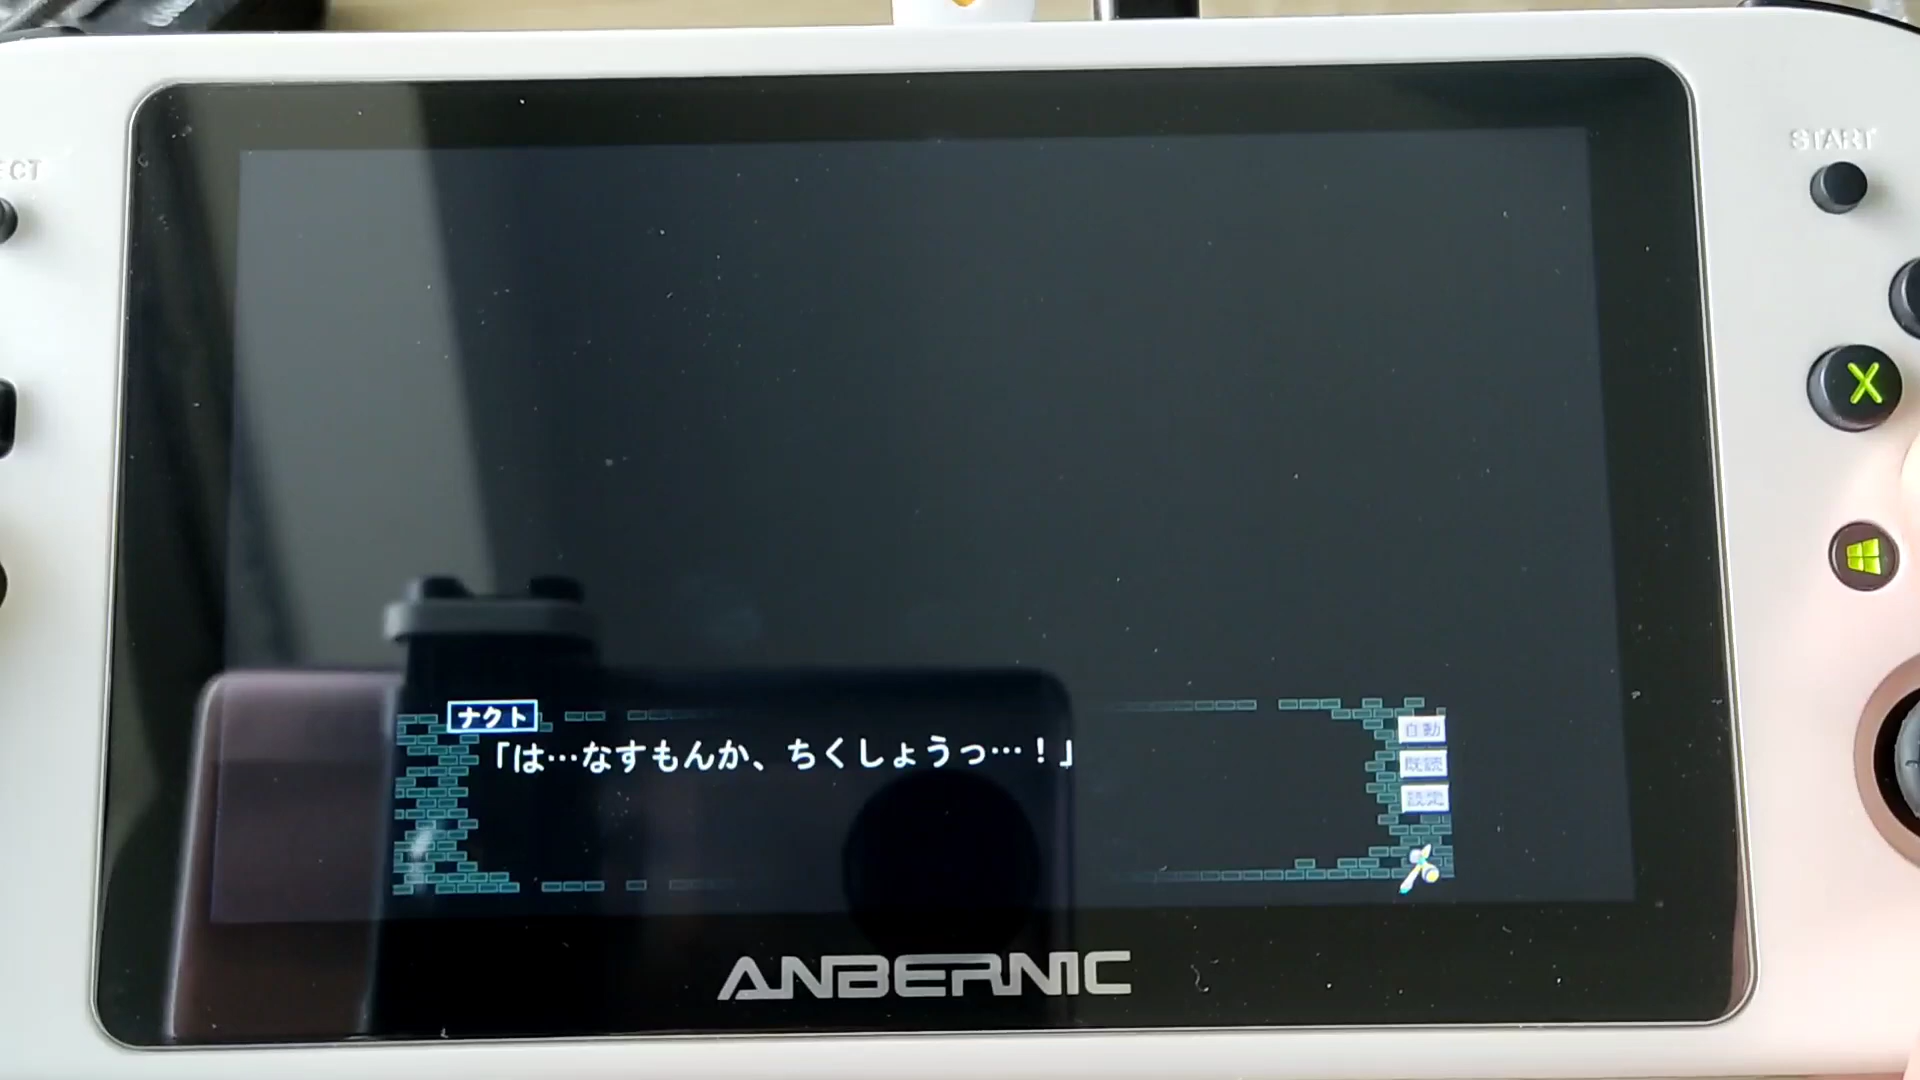 ECT
START
X
ナクト
「は…なすもんか、ちくしょうっ…！」
自動
既読
設定
ANBERNIC